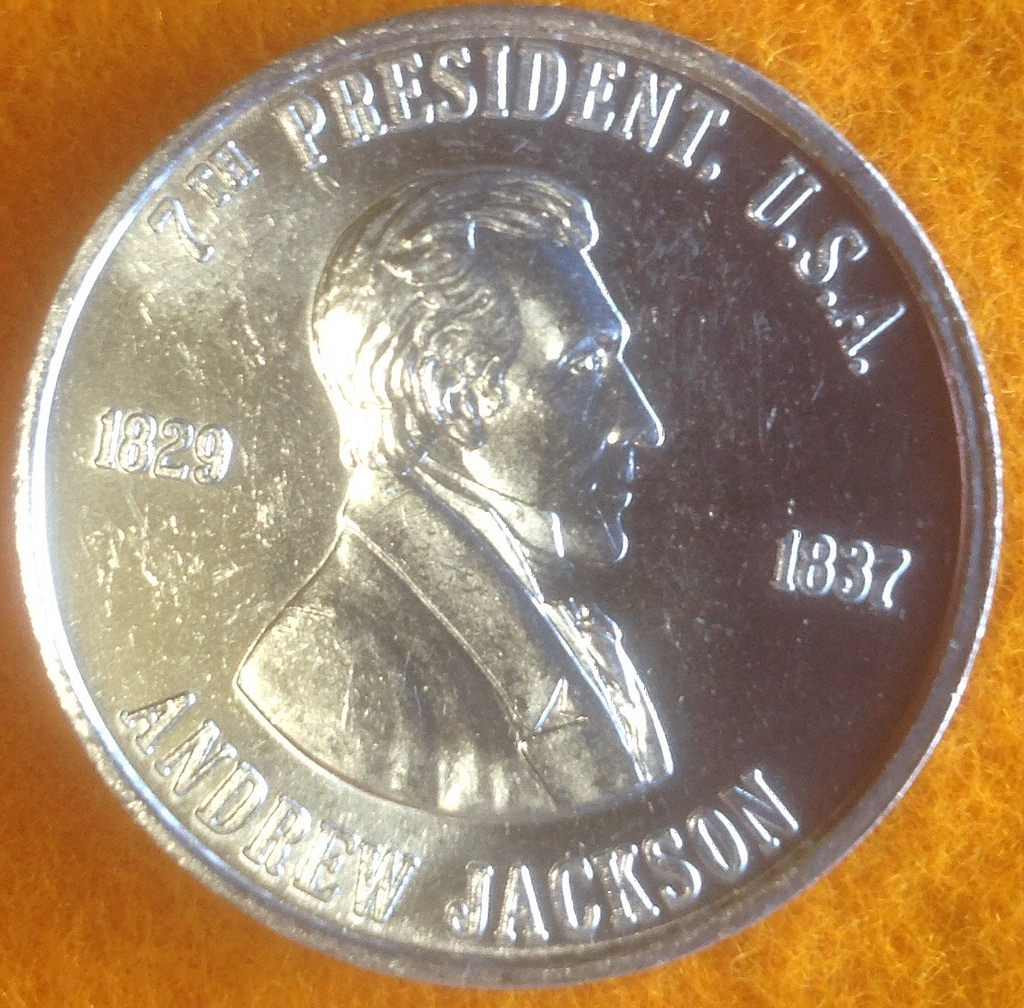 7TH PRESIDENT, U.S.A.
1829
1837
ANDREW JACKSON